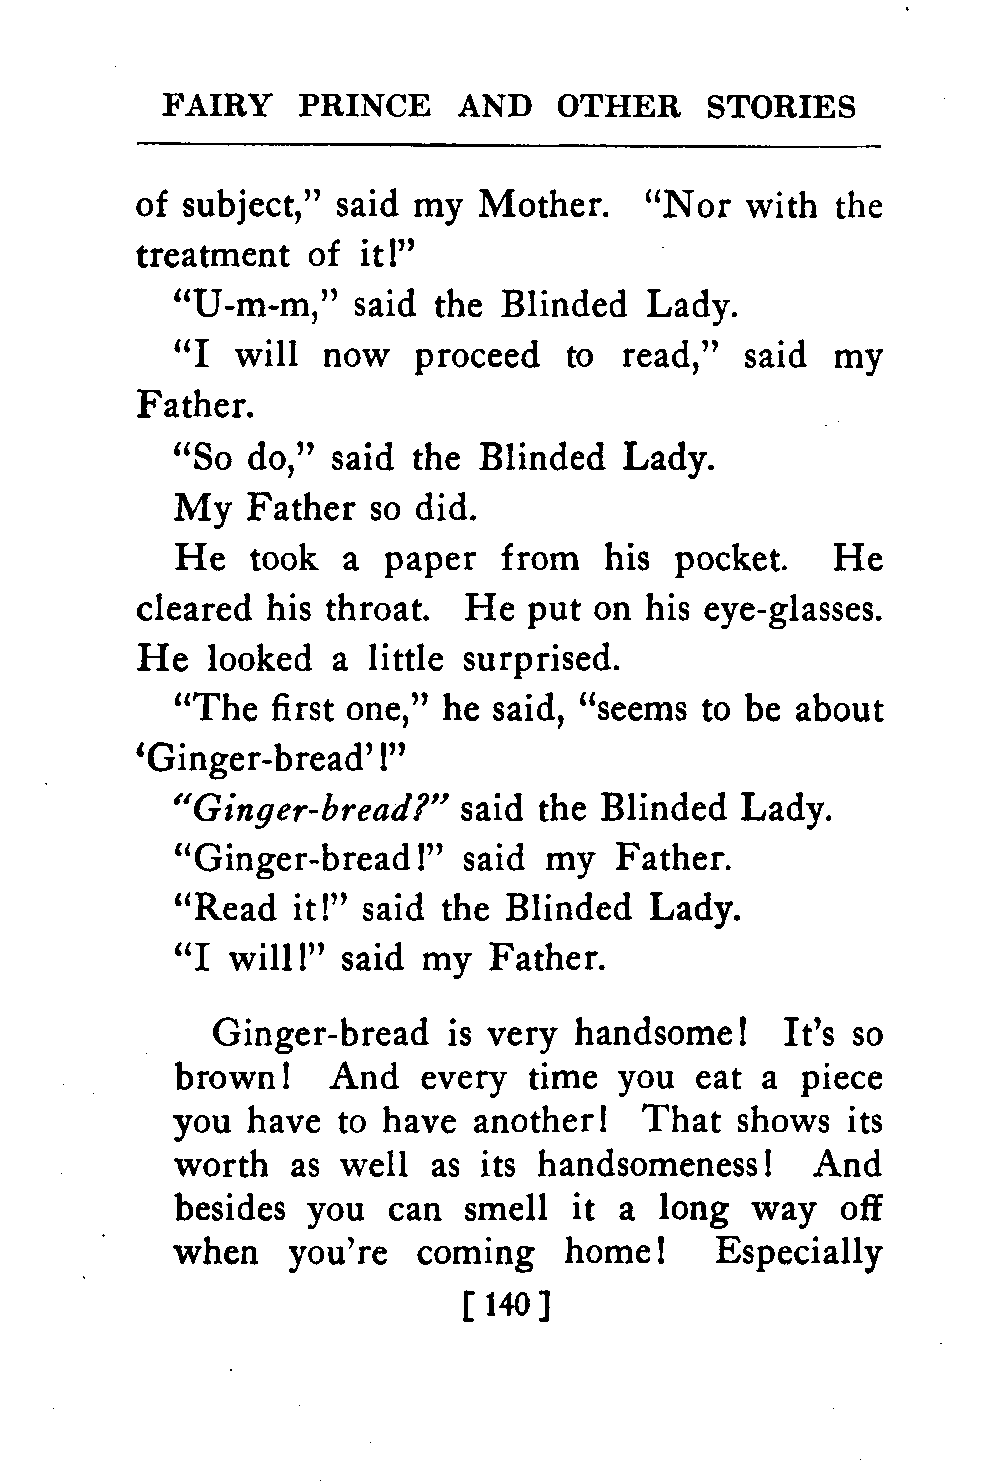 FAIRY PRINCE AND OTHER STORIES
of subject,” said my Mother. “Nor with the
treatment of it!”
“U-m-m,” said the Blinded Lady.
“I will now proceed to read,” said my
Father.
“So do,” said the Blinded Lady.
My Father so did.
He took a paper from his pocket. He
cleared his throat. He put on his eye-glasses.
He looked a little surprised.
“The first one,” he said, “seems to be about
‘Ginger-bread’!”
“Ginger-bread?” said the Blinded Lady.
“Ginger-bread!” said my Father.
“Read it!” said the Blinded Lady.
“I will!” said my Father.
Ginger-bread is very handsome! It’s so
brown! And every time you eat a piece
you have to have another! That shows its
worth as well as its handsomeness! And
besides you can smell it a long way off
when you’re coming home! Especially
[ 140 ]